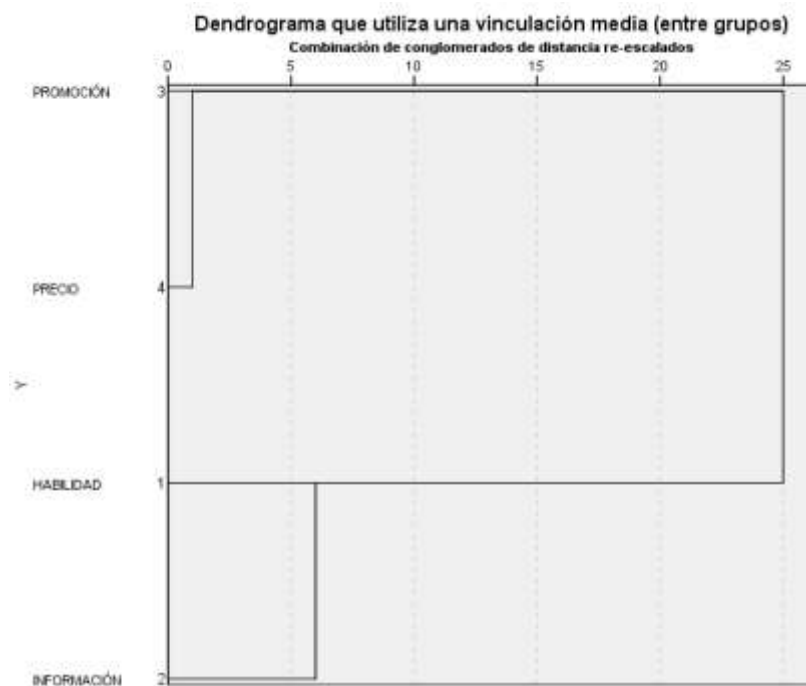 Dendrograma que utiliza una vinculación media (entre grupos)
Combinación de conglomerados de distancia re-escalados
0 5 10 15 20 25
PROMOCIÓN 3
PRECIO 4
Y
HABILIDAD 1
INFORMACIÓN 2